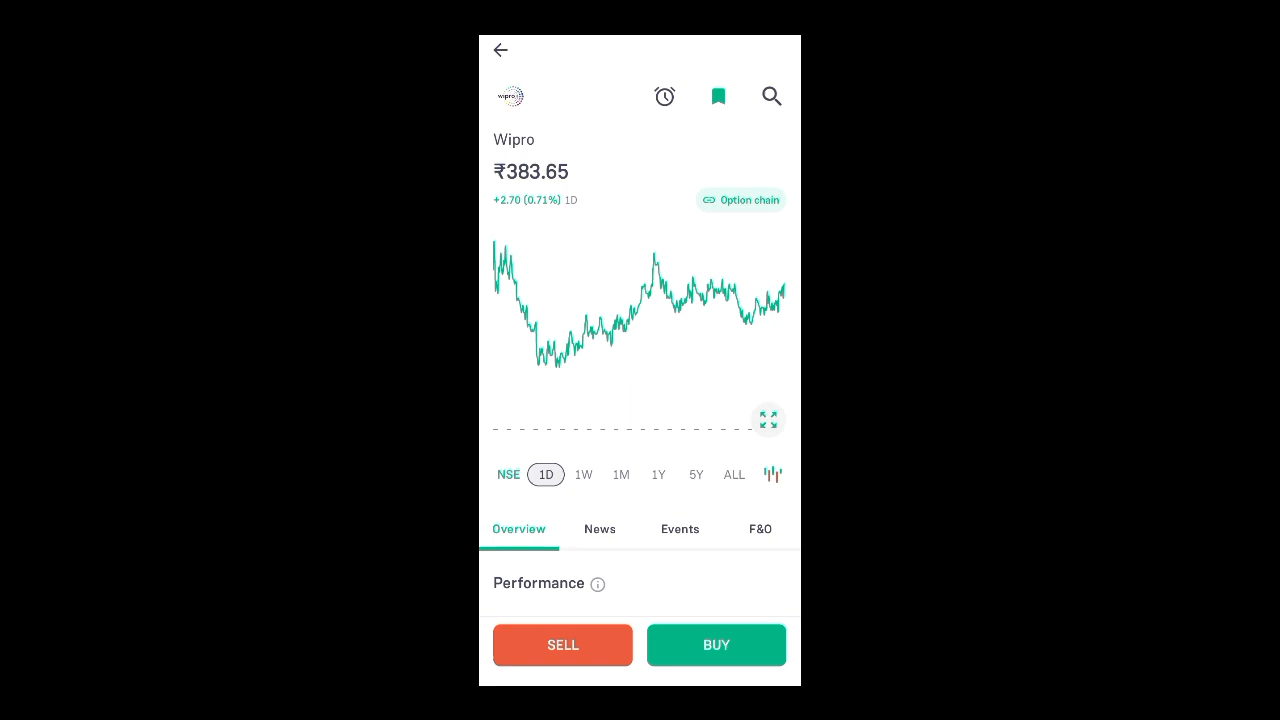 wipro
Wipro
₹383.65
+2.70 (0.71%) 1D
Option chain
NSE 1D 1W 1M 1Y 5Y ALL
Overview News Events F&O
Performance
SELL BUY